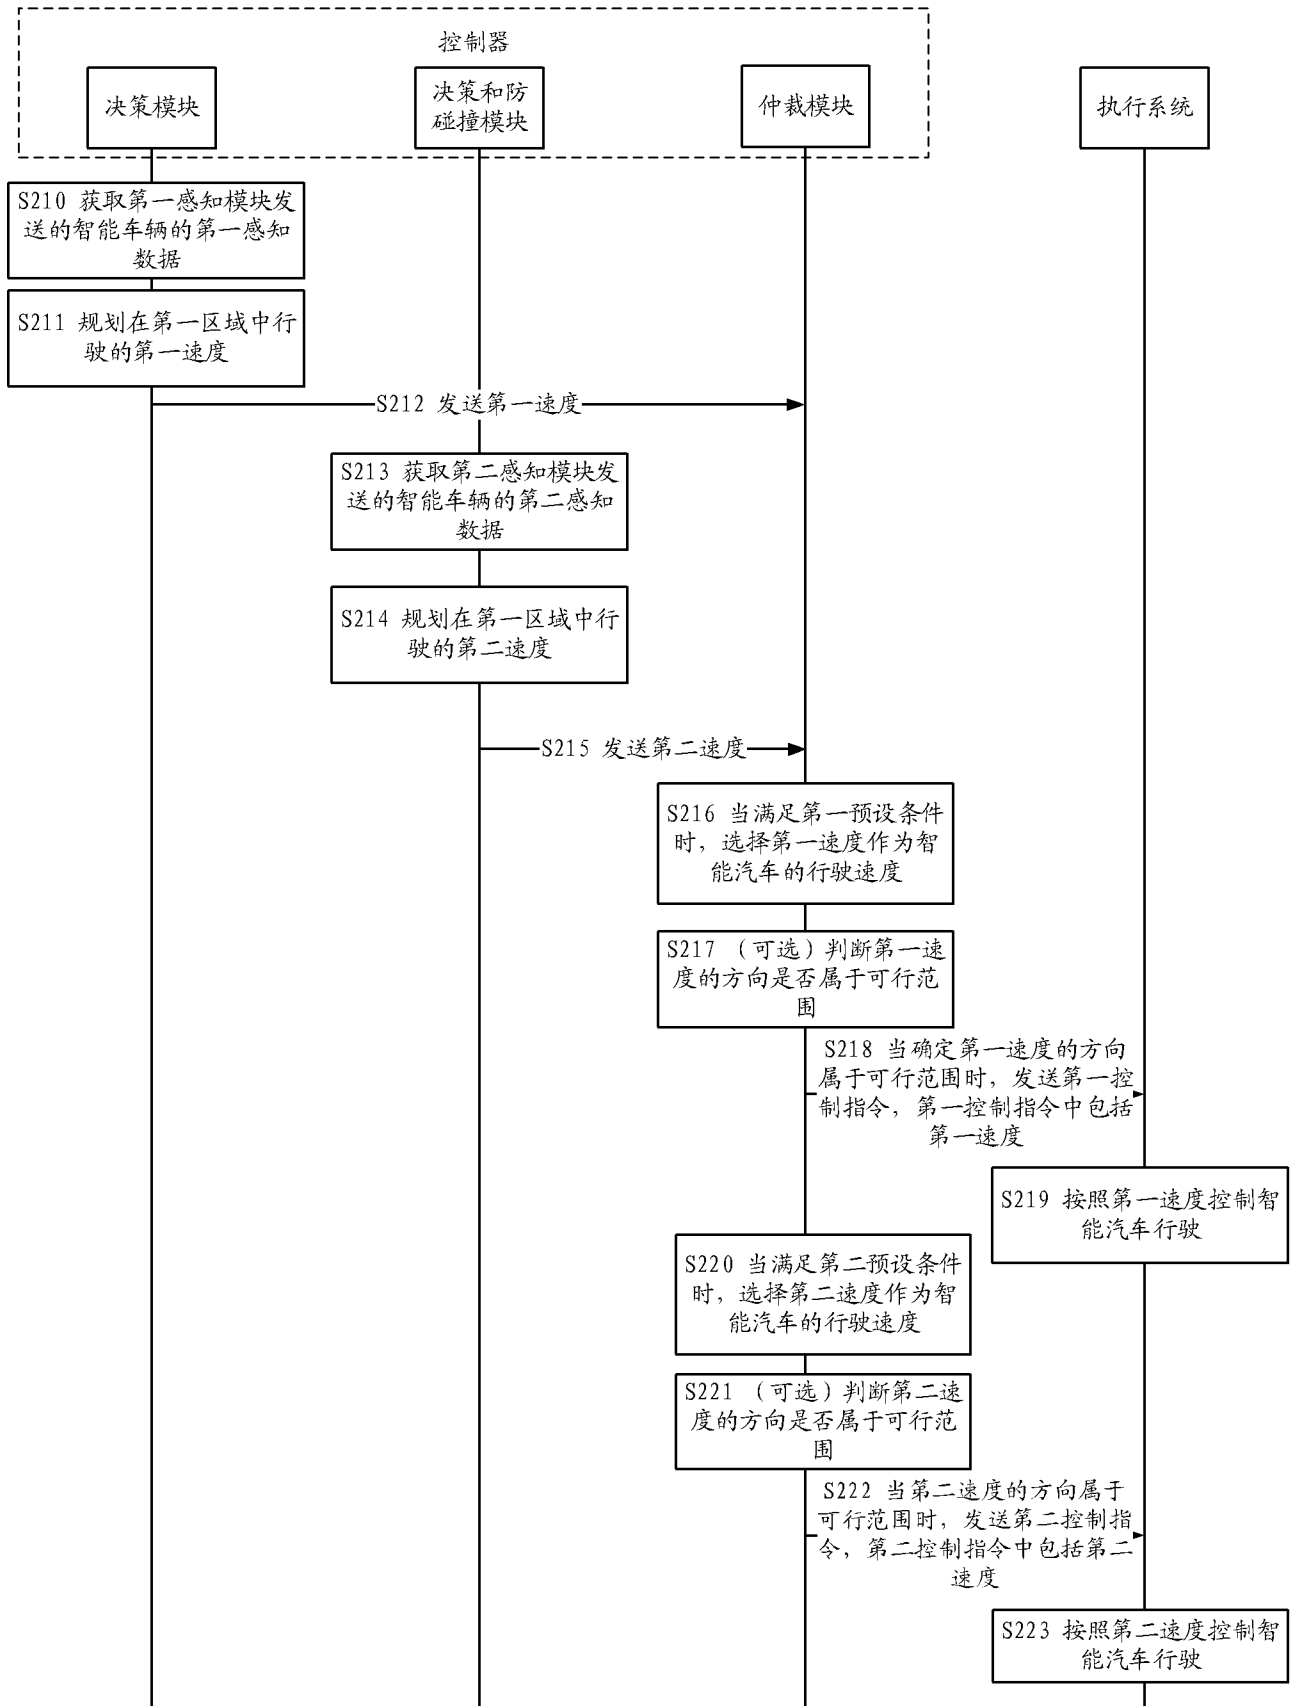 控制器
决策模块
决策和防
碰撞模块
仲裁模块
执行系统
S210 获取第一感知模块发
送的智能车辆的第一感知
数据
S211 规划在第一区域中行
驶的第一速度
S212 发送第一速度
S213 获取第二感知模块发
送的智能车辆的第二感知
数据
S214 规划在第一区域中行
驶的第二速度
S215 发送第二速度
S216 当满足第一预设条件
时，选择第一速度作为智
能汽车的行驶速度
S217 （可选）判断第一速
度的方向是否属于可行范
围
S218 当确定第一速度的方向
属于可行范围时，发送第一控
制指令，第一控制指令中包括
第一速度
S219 按照第一速度控制智
能汽车行驶
S220 当满足第二预设条件
时，选择第二速度作为智
能汽车的行驶速度
S221 （可选）判断第二速
度的方向是否属于可行范
围
S222 当第二速度的方向属于
可行范围时，发送第二控制指
令，第二控制指令中包括第二
速度
S223 按照第二速度控制智
能汽车行驶